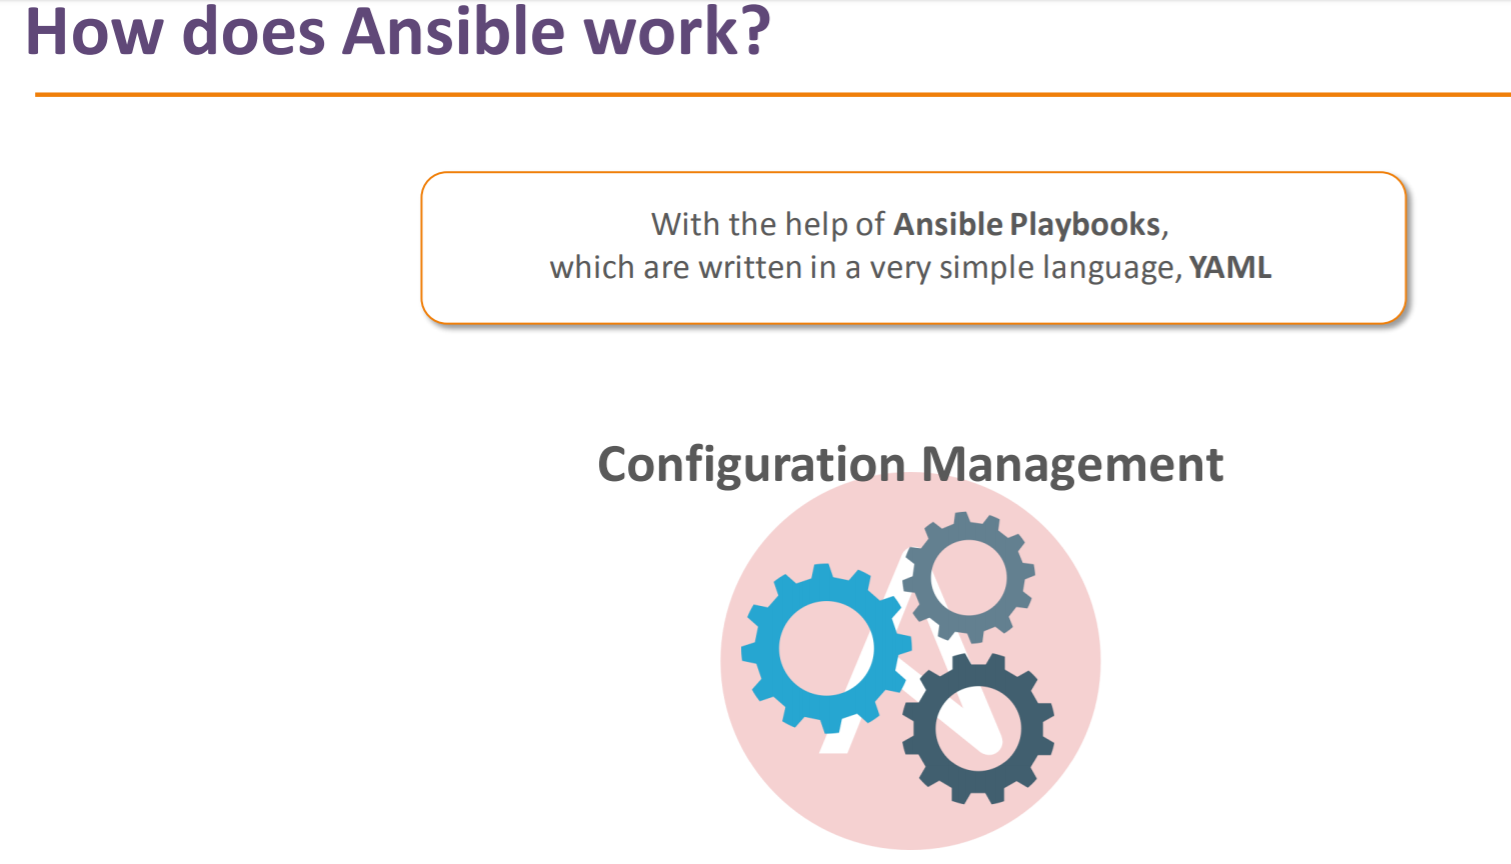 How does Ansible work?
With the help of Ansible Playbooks,
which are written in a very simple language, YAML
Configuration Management